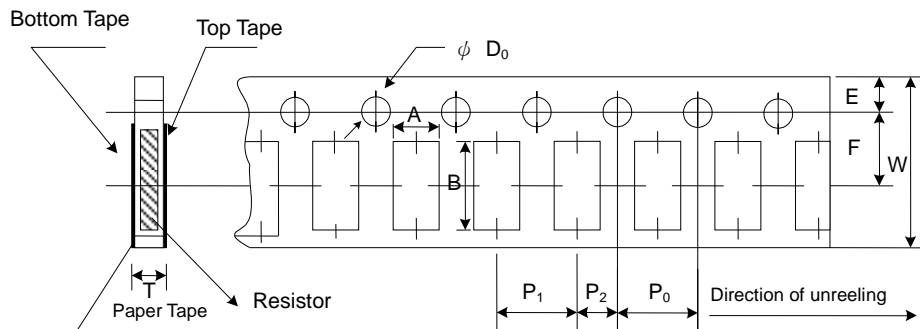 Bottom Tape
Top Tape
φ D₀
E
A
F
W
B
T
P₁
P₂
P₀
Paper Tape
Resistor
Direction of unreeling